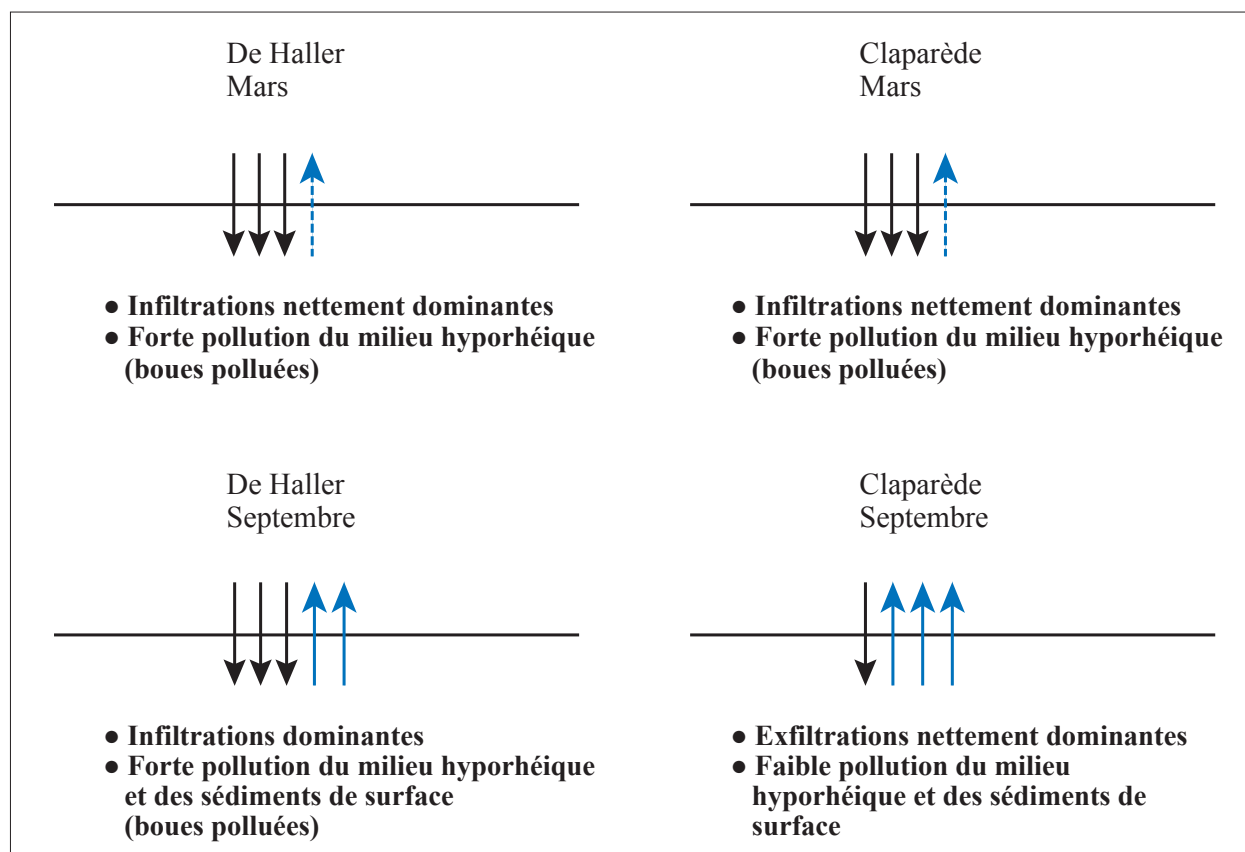 De Haller
Mars
● Infiltrations nettement dominantes
● Forte pollution du milieu hyporhéique
(boues polluées)
Claparède
Mars
● Infiltrations nettement dominantes
● Forte pollution du milieu hyporhéique
(boues polluées)
De Haller
Septembre
● Infiltrations dominantes
● Forte pollution du milieu hyporhéique
et des sédiments de surface
(boues polluées)
Claparède
Septembre
● Exfiltrations nettement dominantes
● Faible pollution du milieu
hyporhéique et des sédiments de
surface